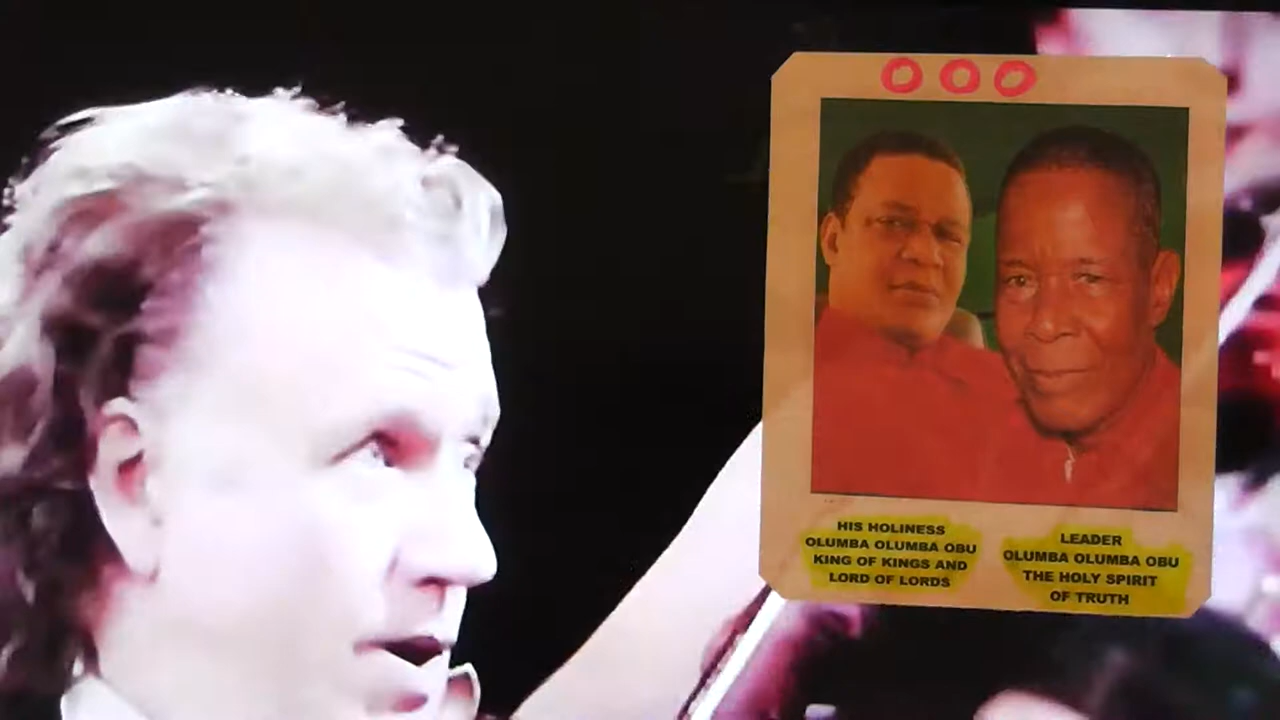 O O O
HIS HOLINESS
OLUMBA OLUMBA OBU
KING OF KINGS AND
LORD OF LORDS
LEADER
OLUMBA OLUMBA OBU
THE HOLY SPIRIT
OF TRUTH